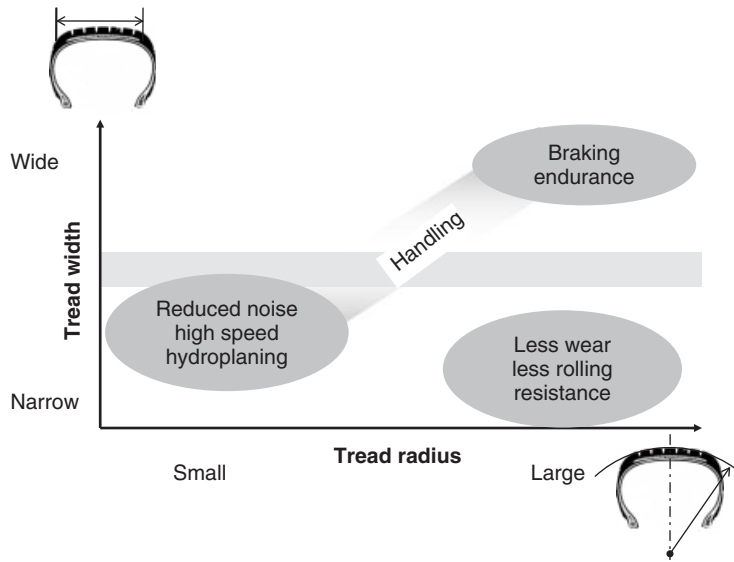 Wide
Braking
endurance
Handling
Tread width
Reduced noise
high speed
hydroplaning
Less wear
less rolling
resistance
Narrow
Tread radius
Small
Large